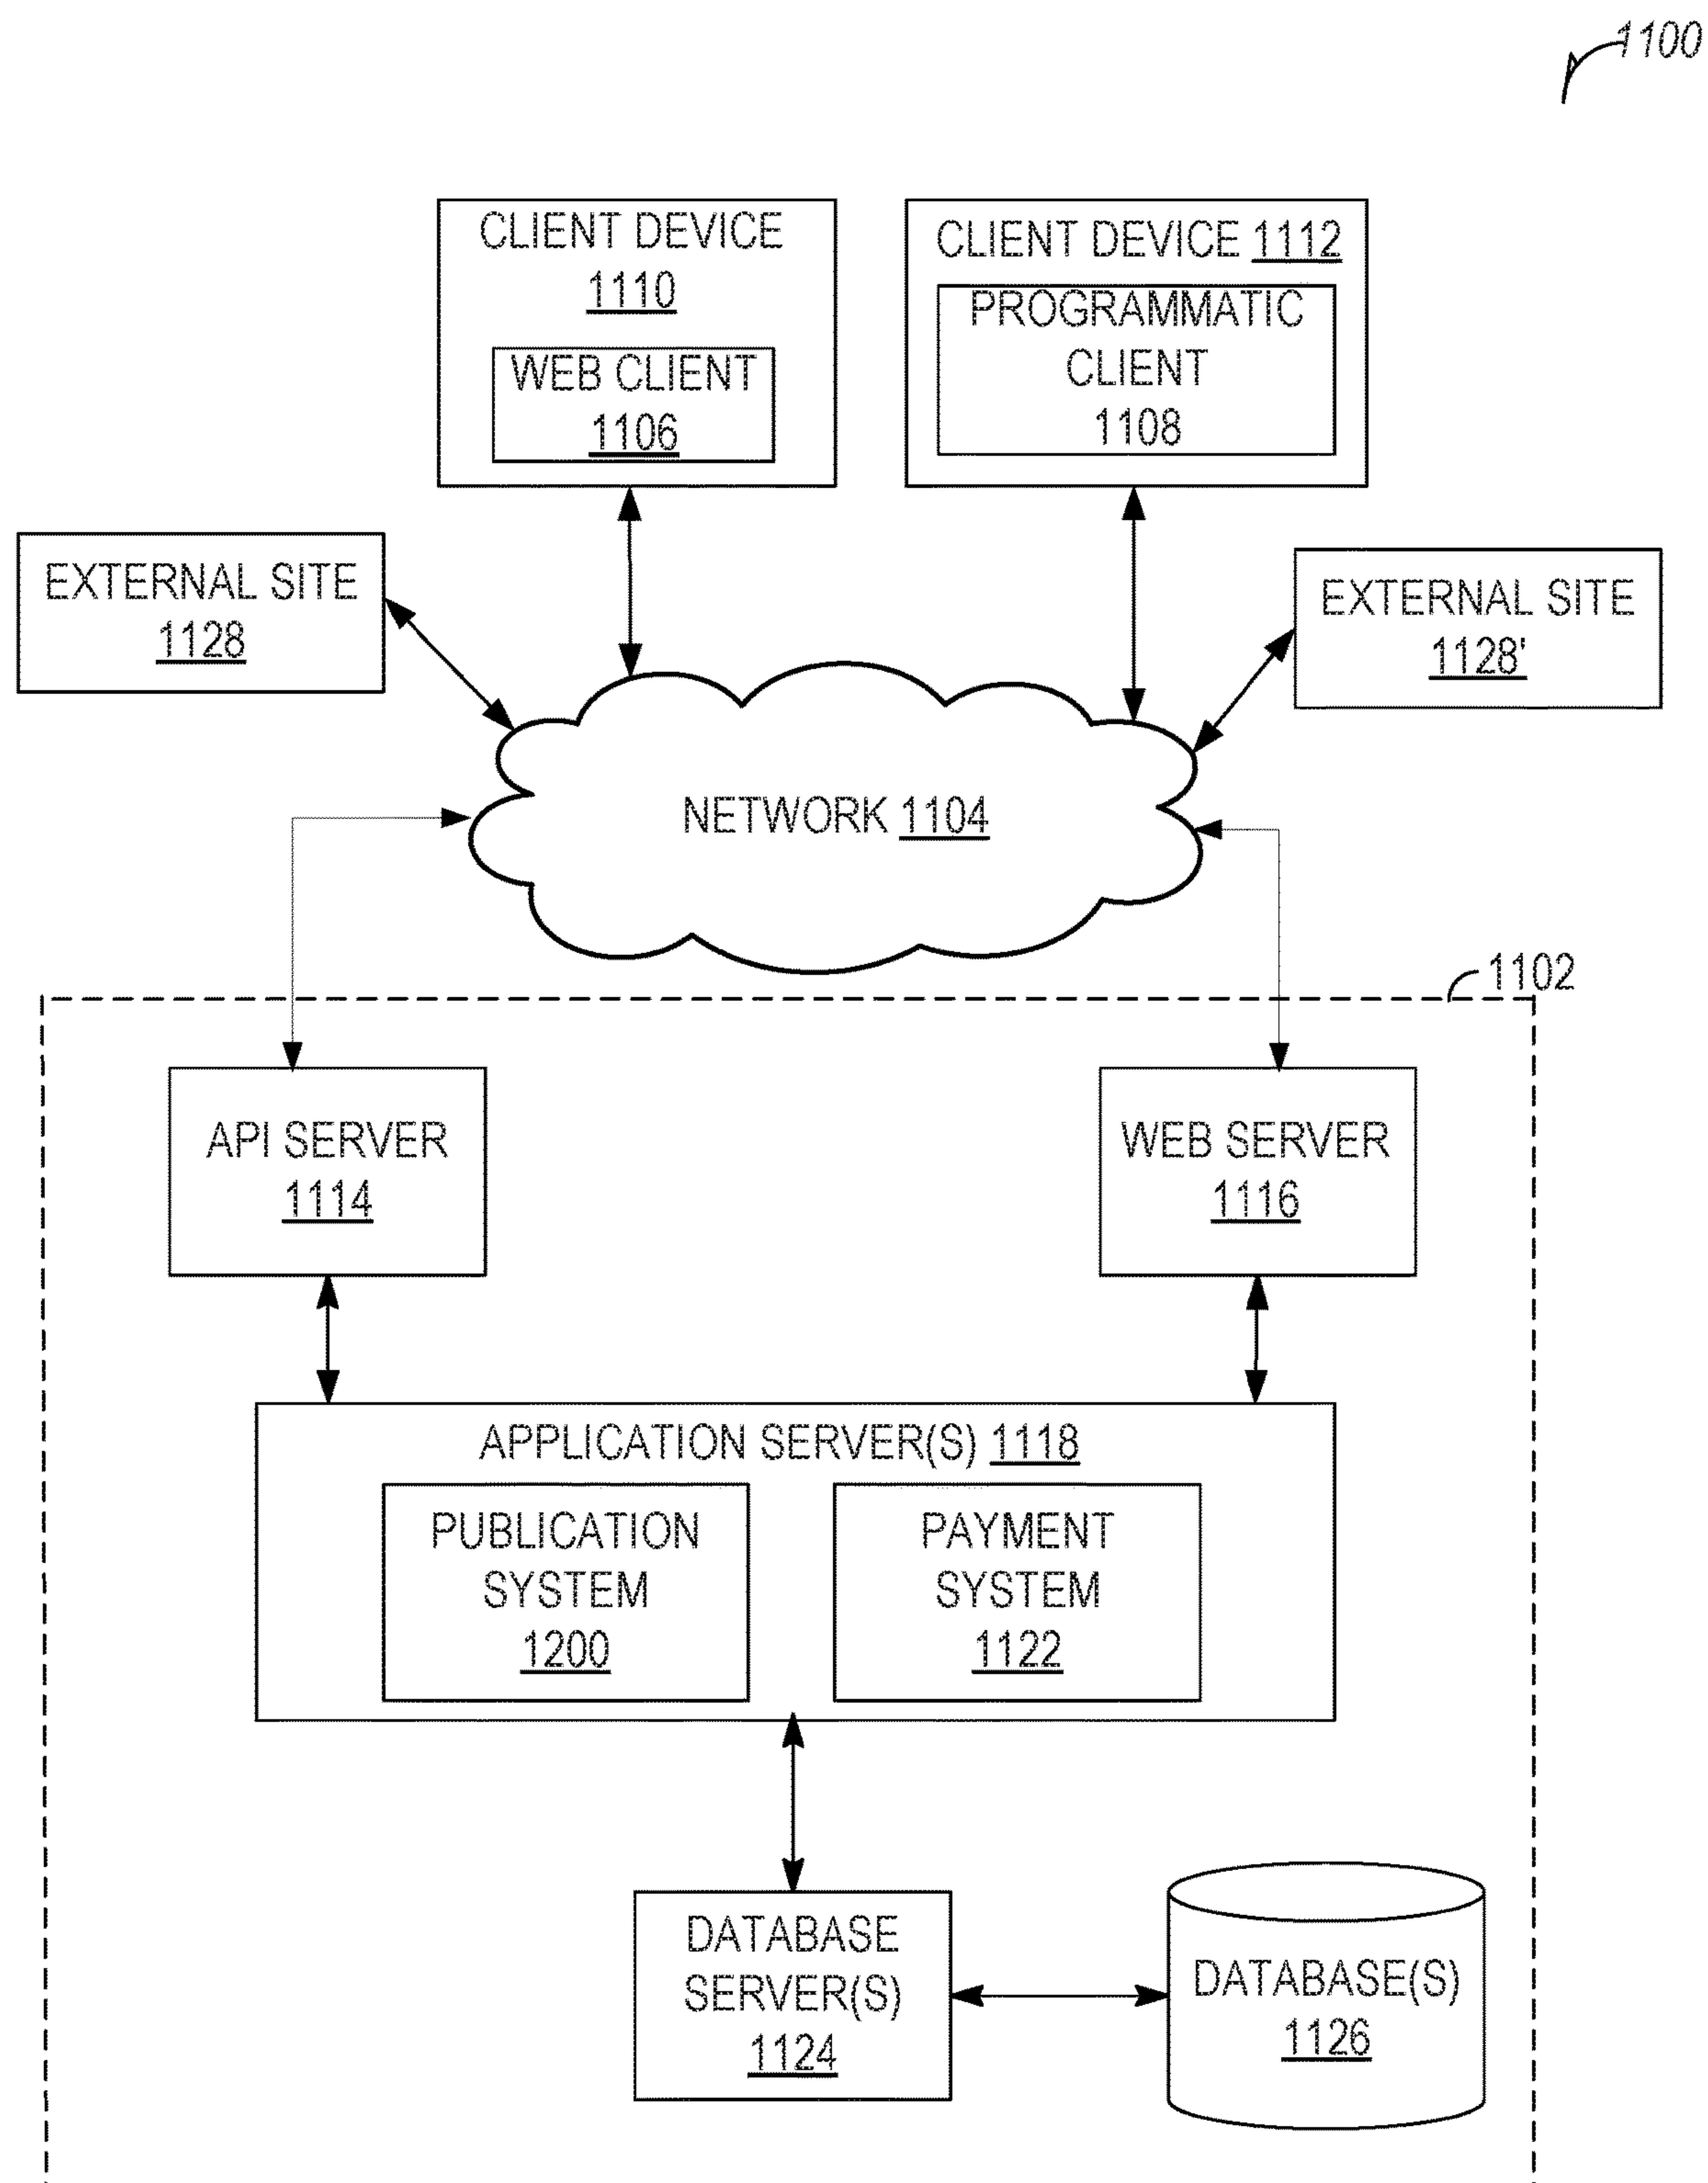 1100
CLIENT DEVICE
1110
WEB CLIENT
1106
CLIENT DEVICE 1112
PROGRAMMATIC
CLIENT
1108
EXTERNAL SITE
1128
EXTERNAL SITE
1128'
NETWORK 1104
1102
API SERVER
1114
WEB SERVER
1116
APPLICATION SERVER(S) 1118
PUBLICATION
SYSTEM
1200
PAYMENT
SYSTEM
1122
DATABASE
SERVER(S)
1124
DATABASE(S)
1126